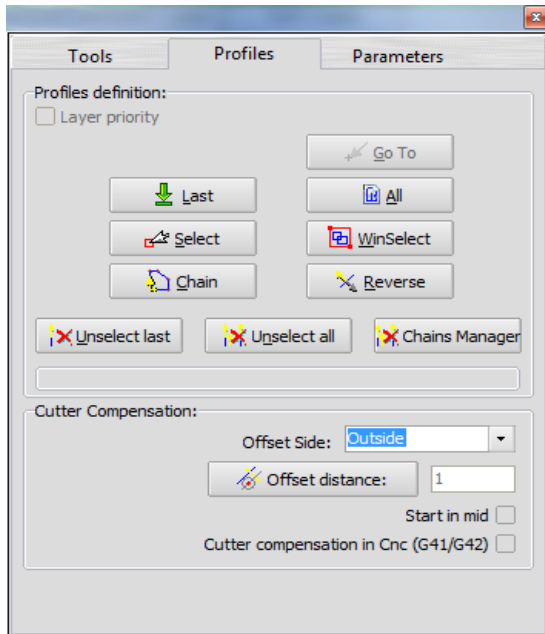 Tools Profiles Parameters
Profiles definition:
Layer priority
Go To
Last All
Select WinSelect
Chain Reverse
Unselect last Unselect all Chains Manager
Cutter Compensation:
Offset Side: Outside
Offset distance: 1
Start in mid
Cutter compensation in Cnc (G41/G42)